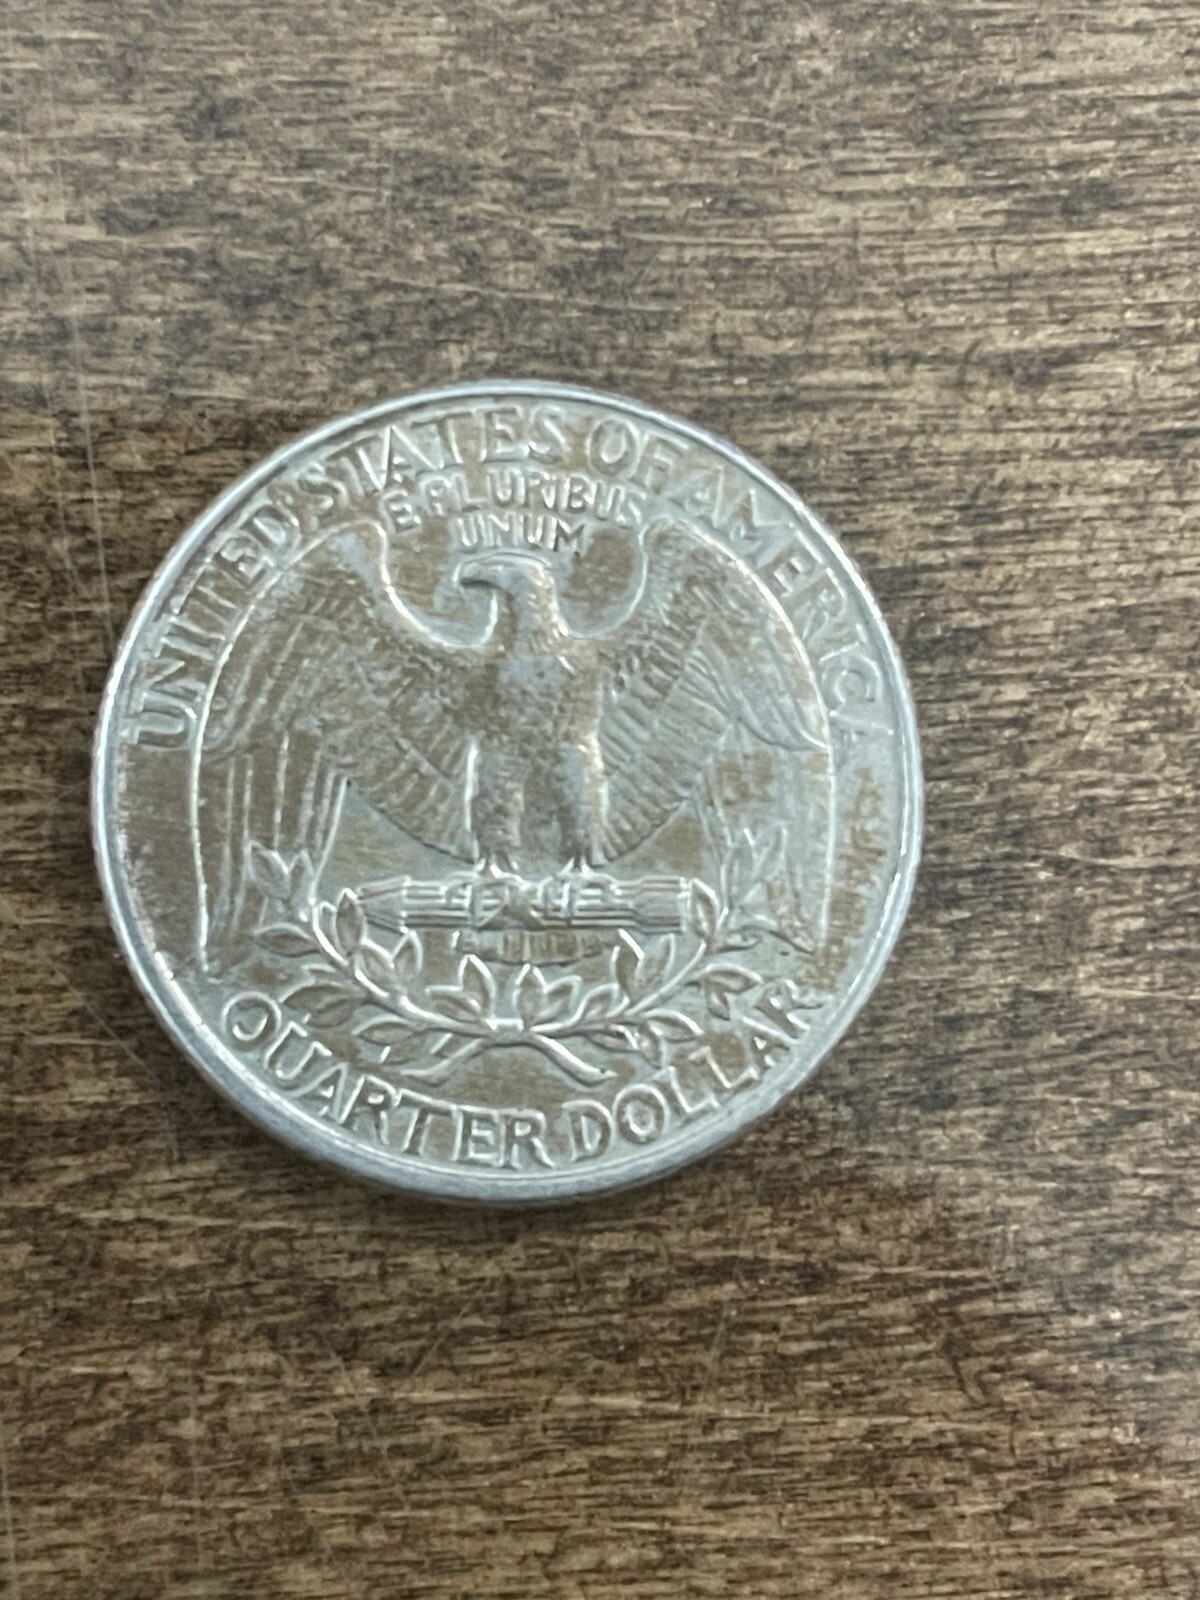 UNITED STATES OF AMERICA
E PLURIBUS
UNUM
QUARTER DOLLAR